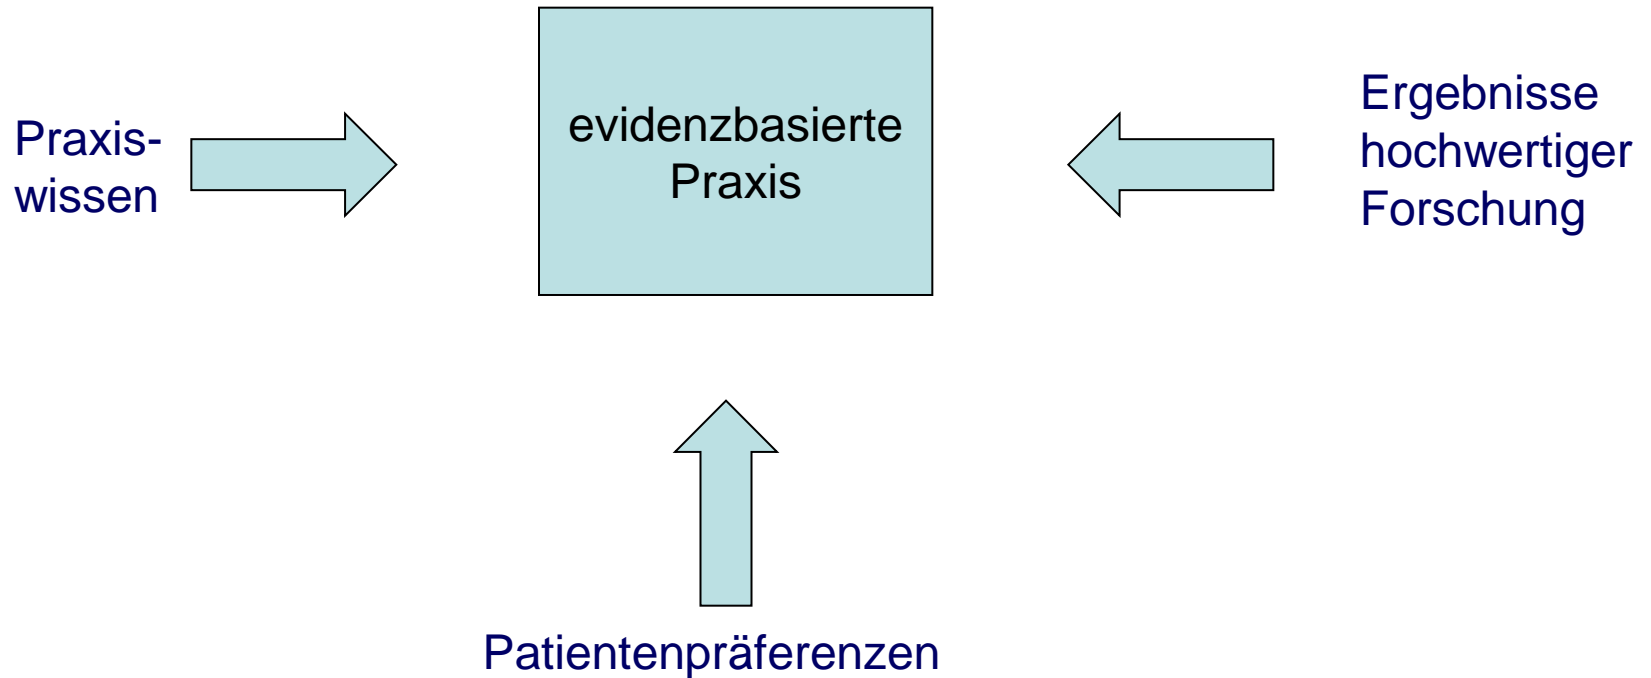 Praxis-
wissen
evidenzbasierte
Praxis
Ergebnisse
hochwertiger
Forschung
Patientenpräferenzen